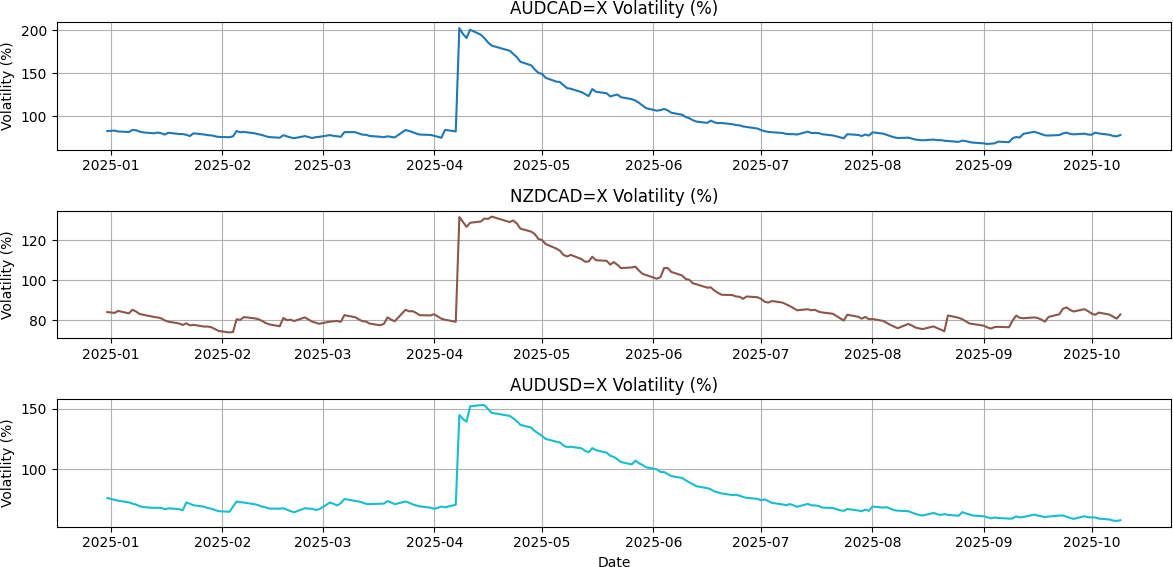 AUDCAD=X Volatility (%)
Volatility (%)
200
150
100
2025-01 2025-02 2025-03 2025-04 2025-05 2025-06 2025-07 2025-08 2025-09 2025-10
NZDCAD=X Volatility (%)
Volatility (%)
120
100
80
2025-01 2025-02 2025-03 2025-04 2025-05 2025-06 2025-07 2025-08 2025-09 2025-10
AUDUSD=X Volatility (%)
Volatility (%)
150
100
2025-01 2025-02 2025-03 2025-04 2025-05 2025-06 2025-07 2025-08 2025-09 2025-10
Date